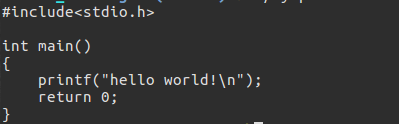 #include<stdio.h>
int main()
{
    printf("hello world!\n");
    return 0;
}